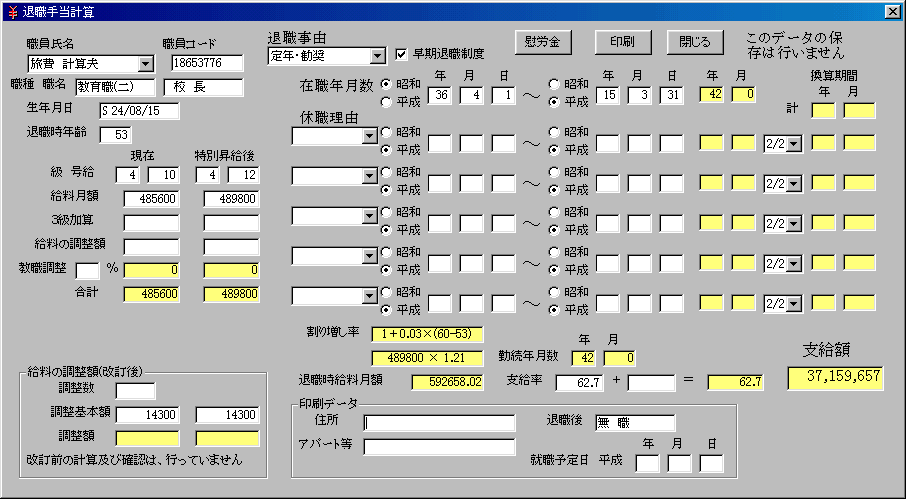 ¥ 退職手当計算
職員氏名 職員コード
旅費 計算夫 18653776
職種 職名 教育職(二) 校 長
生年月日 S 24/08/15
退職時年齢 53
現在 特別昇給後
級 号給 4 10 4 12
給料月額 485600 489800
3級加算
給料の調整額
教職調整 % 0 0
合計 485600 489800
給料の調整額(改訂後)
調整数
調整基本額 14300 14300
調整額
改訂前の計算及び確認は、行っていません
退職事由
定年・勧奨 早期退職制度 慰労金 印刷 閉じる
このデータの保
存は行いません
年 月 日 年 月 日 年 月 換算期間
年 月
在職年月数 昭和 平成 36 4 1 ～ 昭和 平成 15 3 31 42 0 計
休職理由
昭和 平成 ～ 昭和 平成 2/2
昭和 平成 ～ 昭和 平成 2/2
昭和 平成 ～ 昭和 平成 2/2
昭和 平成 ～ 昭和 平成 2/2
昭和 平成 ～ 昭和 平成 2/2
割り増し率 1＋0.03×(60-53)
年 月
489800 × 1.21 勤続年月数 42 0
退職時給料月額 592658.02 支給率 62.7 + = 62.7
支給額
37,159,657
印刷データ
住所 退職後 無 職
アパート等
年 月 日
就職予定日 平成